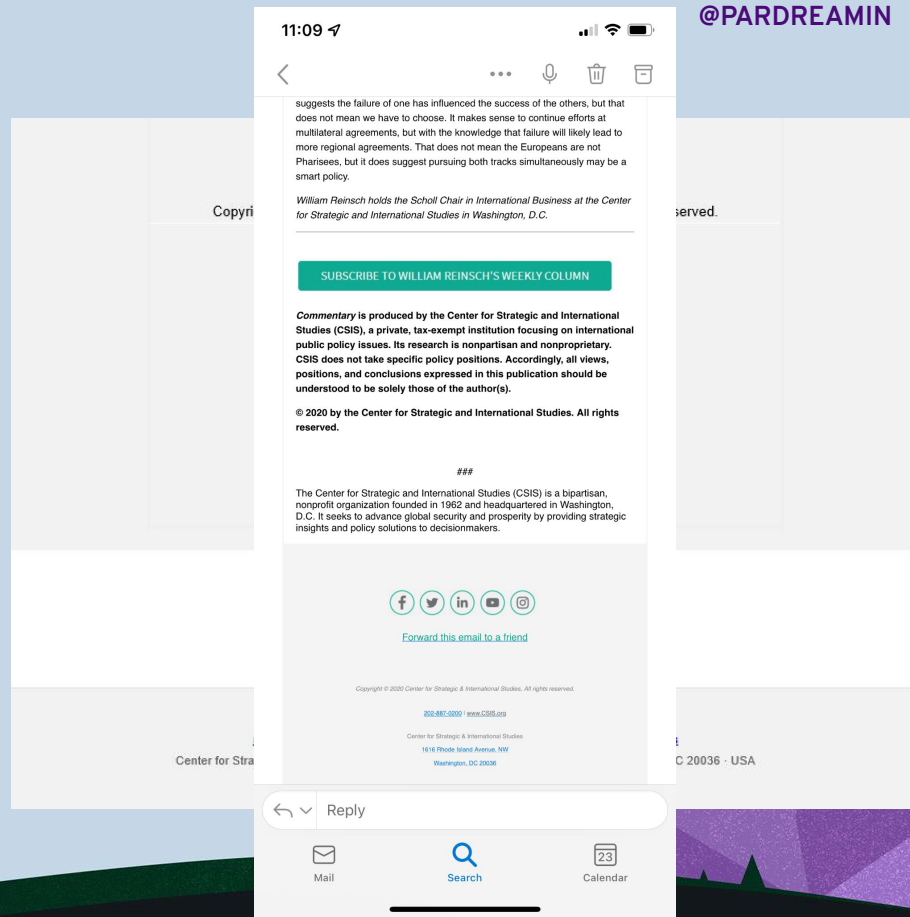 @PARDREAMIN
11:09
suggests the failure of one has influenced the success of the others, but that
does not mean we have to choose. It makes sense to continue efforts at
multilateral agreements, but with the knowledge that failure will likely lead to
more regional agreements. That does not mean the Europeans are not
Pharisees, but it does suggest pursuing both tracks simultaneously may be a
smart policy.
William Reinsch holds the Scholl Chair in International Business at the Center
for Strategic and International Studies in Washington, D.C.
Copyri
served.
SUBSCRIBE TO WILLIAM REINSCH'S WEEKLY COLUMN
Commentary is produced by the Center for Strategic and International
Studies (CSIS), a private, tax-exempt institution focusing on international
public policy issues. Its research is nonpartisan and nonproprietary.
CSIS does not take specific policy positions. Accordingly, all views,
positions, and conclusions expressed in this publication should be
understood to be solely those of the author(s).
© 2020 by the Center for Strategic and International Studies. All rights
reserved.
###
The Center for Strategic and International Studies (CSIS) is a bipartisan,
nonprofit organization founded in 1962 and headquartered in Washington,
D.C. It seeks to advance global security and prosperity by providing strategic
insights and policy solutions to decisionmakers.
Forward this email to a friend
Copyright © 2020 Center for Strategic & International Studies, All rights reserved.
202-887-0200 | www.CSIS.org
Center for Strategic & International Studies
1616 Rhode Island Avenue, NW
Washington, DC 20036
Center for Stra
C 20036 · USA
Reply
Mail
Search
23
Calendar